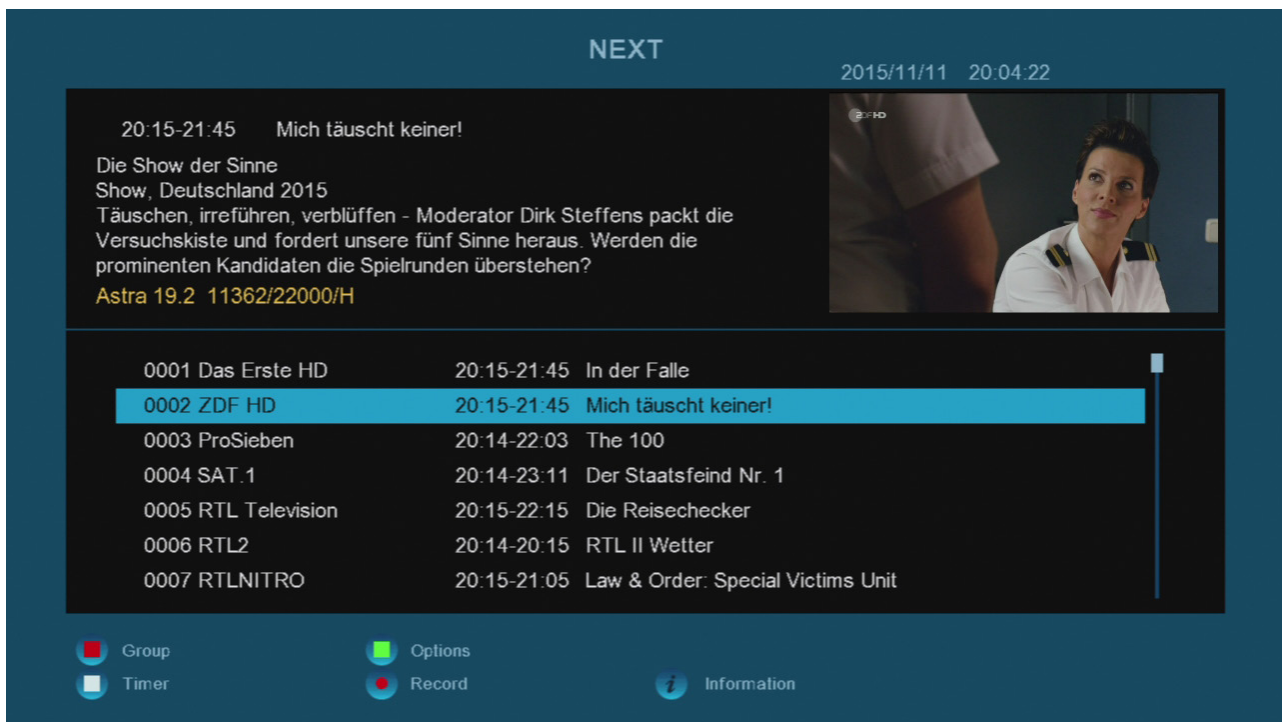 NEXT
2015/11/11 20:04:22
20:15-21:45 Mich täuscht keiner!
Die Show der Sinne
Show, Deutschland 2015
Täuschen, irreführen, verblüffen - Moderator Dirk Steffens packt die
Versuchskiste und fordert unsere fünf Sinne heraus. Werden die
prominenten Kandidaten die Spielrunden überstehen?
Astra 19.2 11362/22000/H
ZDFHD
0001 Das Erste HD 20:15-21:45 In der Falle
0002 ZDF HD 20:15-21:45 Mich täuscht keiner!
0003 ProSieben 20:14-22:03 The 100
0004 SAT.1 20:14-23:11 Der Staatsfeind Nr. 1
0005 RTL Television 20:15-22:15 Die Reisechecker
0006 RTL2 20:14-20:15 RTL II Wetter
0007 RTLNITRO 20:15-21:05 Law & Order: Special Victims Unit
Group Options
Timer Record i Information